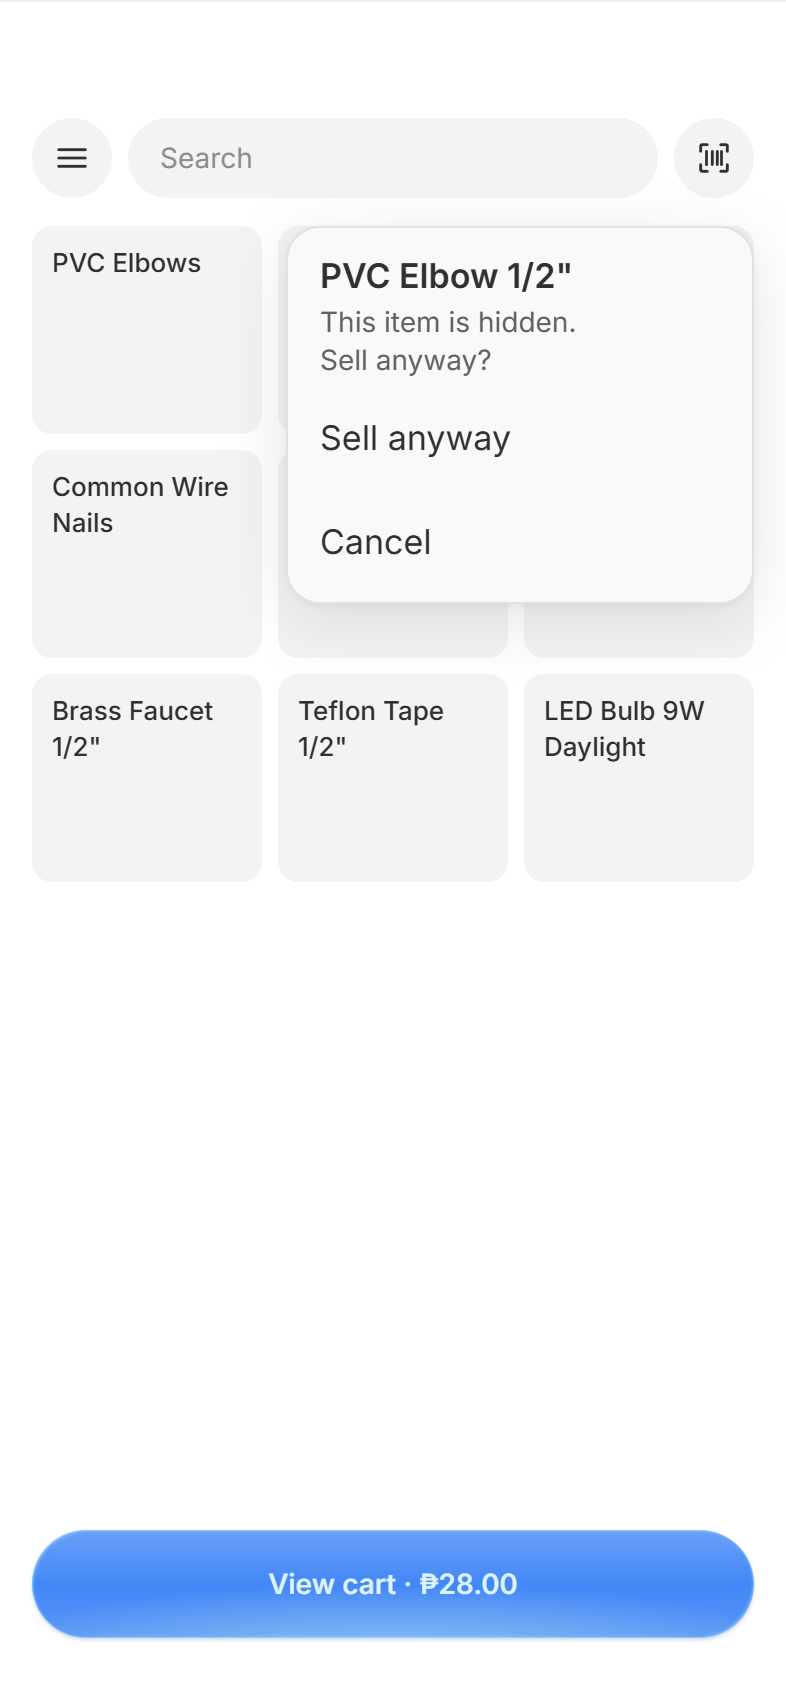 Search
PVC Elbows
PVC Elbow 1/2"
This item is hidden.
Sell anyway?
Sell anyway
Cancel
Common Wire
Nails
Brass Faucet
1/2"
Teflon Tape
1/2"
LED Bulb 9W
Daylight
View cart · ₱28.00